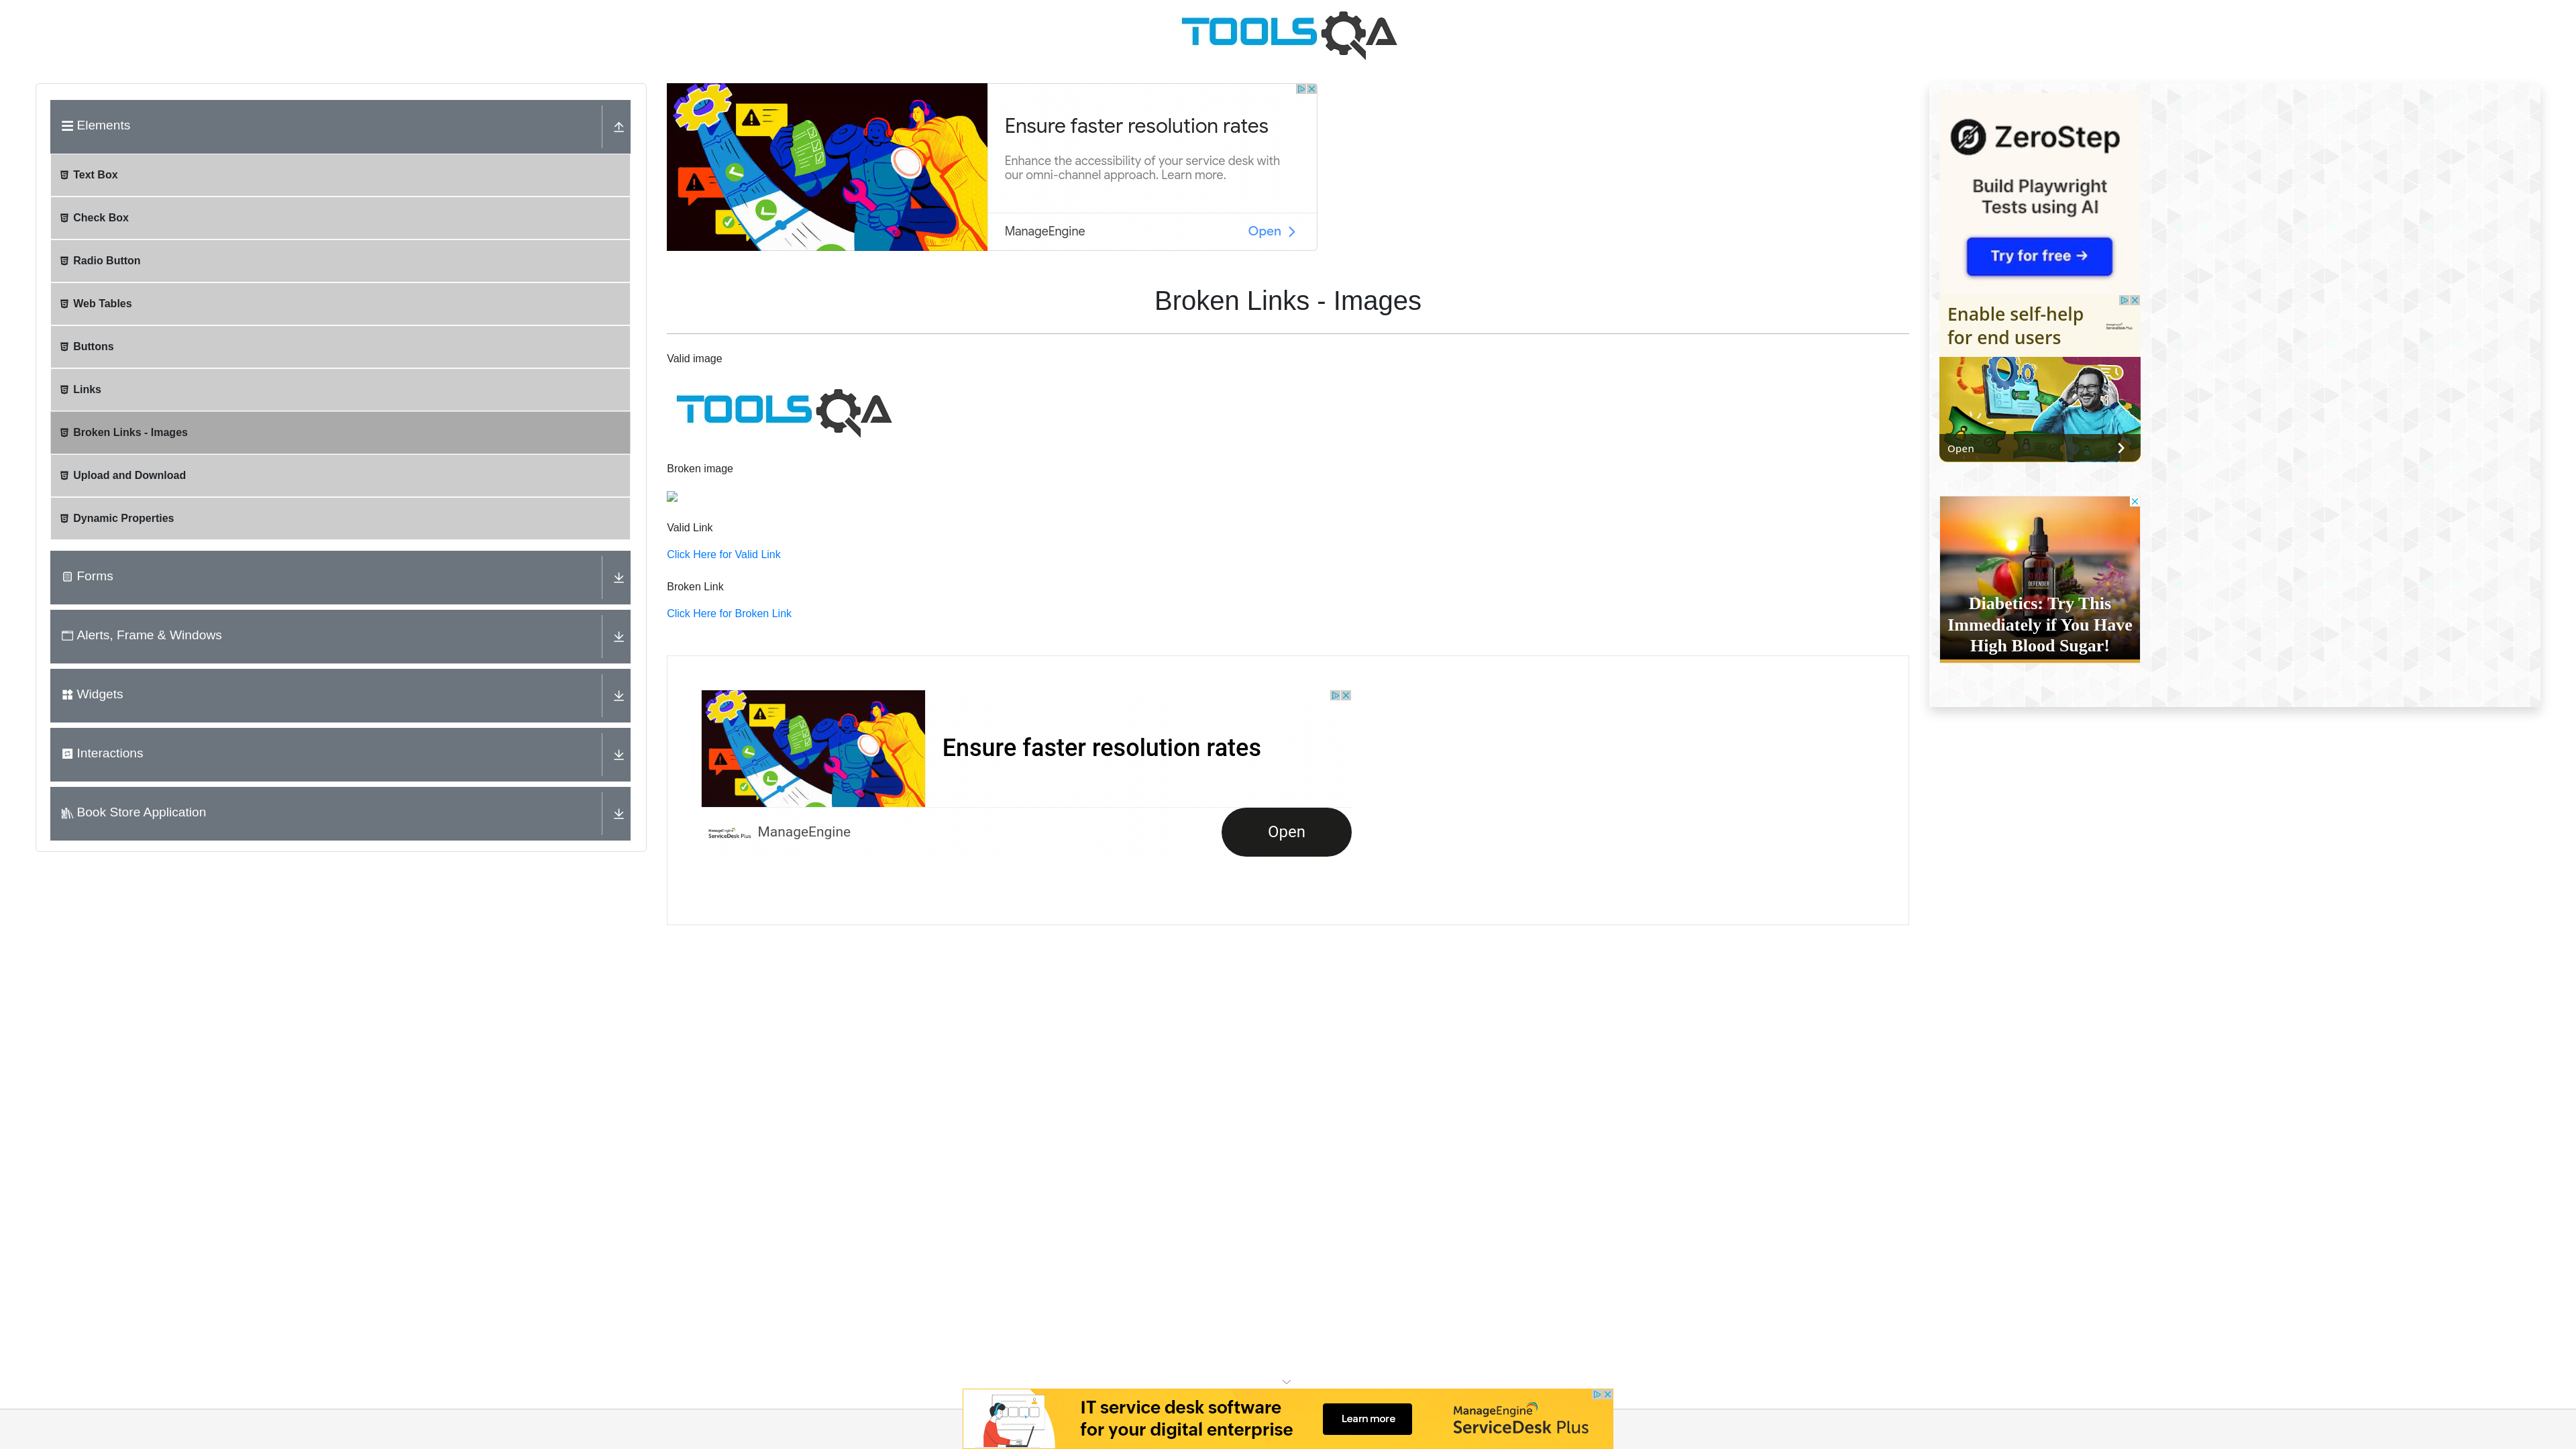 TOOLSQA
Elements
Text Box
Check Box
Radio Button
Web Tables
Buttons
Links
Broken Links - Images
Upload and Download
Dynamic Properties
Forms
Alerts, Frame & Windows
Widgets
Interactions
Book Store Application
Ensure faster resolution rates
Enhance the accessibility of your service desk with
our omni-channel approach. Learn more.
ManageEngine
Open
Broken Links - Images
Valid image
TOOLSQA
Broken image
Valid Link
Click Here for Valid Link
Broken Link
Click Here for Broken Link
Ensure faster resolution rates
ManageEngine
ServiceDesk Plus
ManageEngine
Open
ZeroStep
Build Playwright
Tests using AI
Try for free →
Enable self-help
for end users
Open
DEFENDER
Diabetics: Try This
Immediately if You Have
High Blood Sugar!
IT service desk software
for your digital enterprise
Learn more
ManageEngine
ServiceDesk Plus